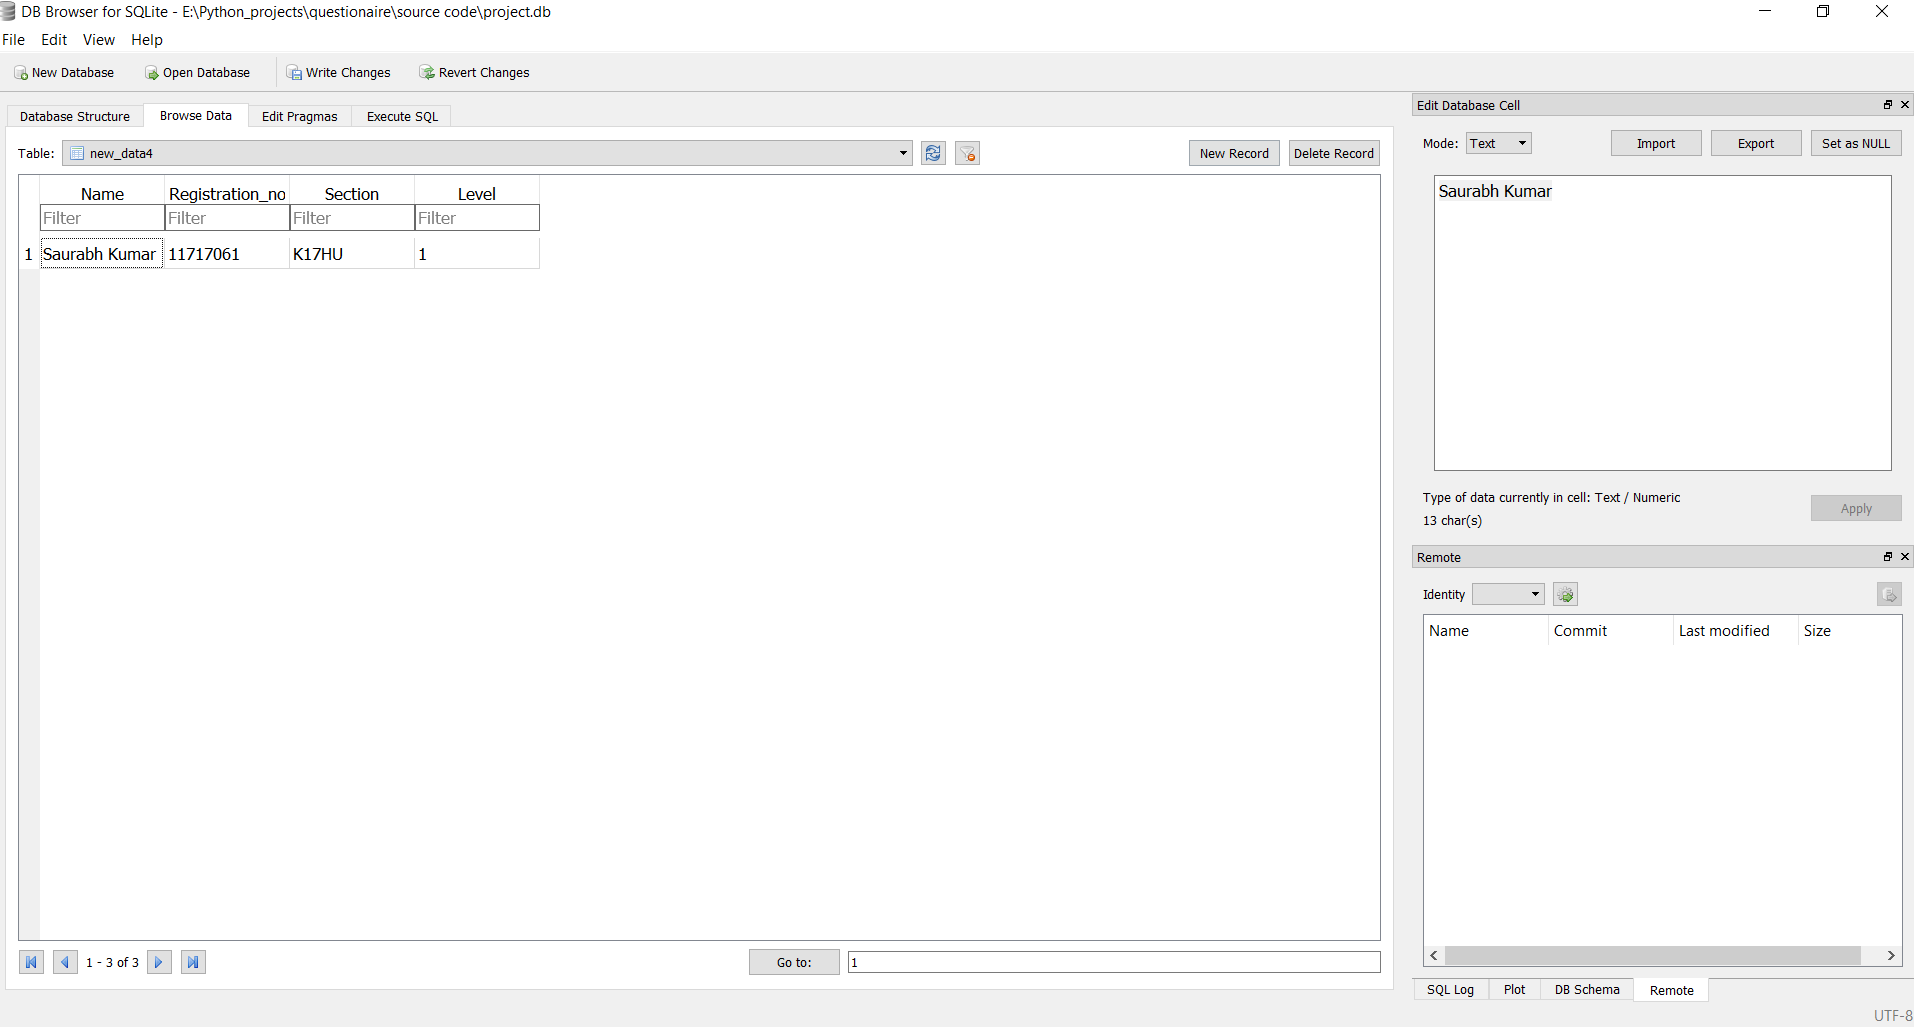 DB Browser for SQLite - E:\Python_projects\questionaire\source code\project.db
File Edit View Help
New Database Open Database Write Changes Revert Changes
Database Structure Browse Data Edit Pragmas Execute SQL
Table: new_data4 New Record Delete Record
Name Registration_no Section Level
Filter Filter Filter Filter
1 Saurabh Kumar 11717061 K17HU 1
1 - 3 of 3 Go to: 1
Edit Database Cell
Mode: Text Import Export Set as NULL
Saurabh Kumar
Type of data currently in cell: Text / Numeric
13 char(s)
Apply
Remote
Identity
Name Commit Last modified Size
SQL Log Plot DB Schema Remote
UTF-8